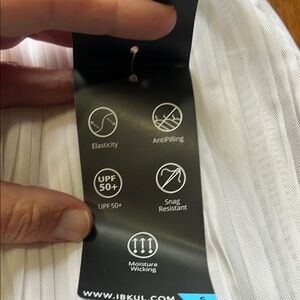 Elasticity
AntiPilling
UPF
50+
UPF 50+
Snag
Resistant
Moisture
Wicking
WWW.IBKUL.COM
S